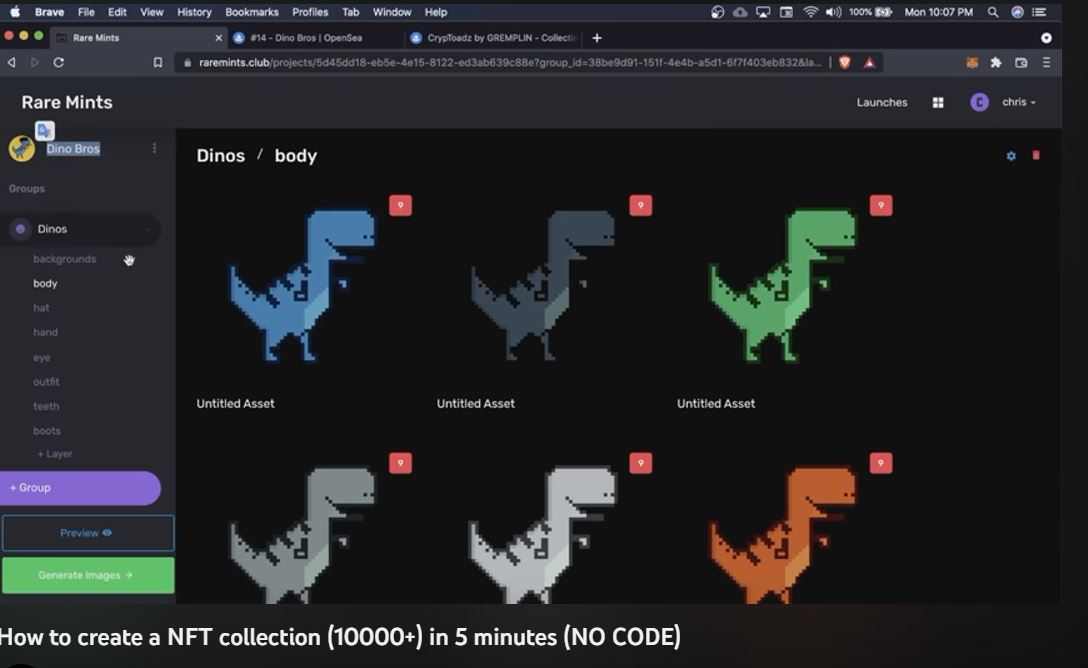 Brave File Edit View History Bookmarks Profiles Tab Window Help 100% Mon 10:07 PM
Rare Mints #14 - Dino Bros | OpenSea CrypToadz by GREMPLIN - Collectio
raremints.club/projects/5d45dd18-eb5e-4e15-8122-ed3ab639c88e?group_id=38be9d91-151f-4e4b-a5d1-6f7f403eb832&la...
Rare Mints Launches C chris
Dino Bros
Dinos / body
Groups
9 9 9
Dinos
backgrounds
body
hat
hand
eye
outfit
Untitled Asset Untitled Asset Untitled Asset
teeth
boots
+ Layer
9 9 9
+ Group
Preview
Generate Images →
How to create a NFT collection (10000+) in 5 minutes (NO CODE)